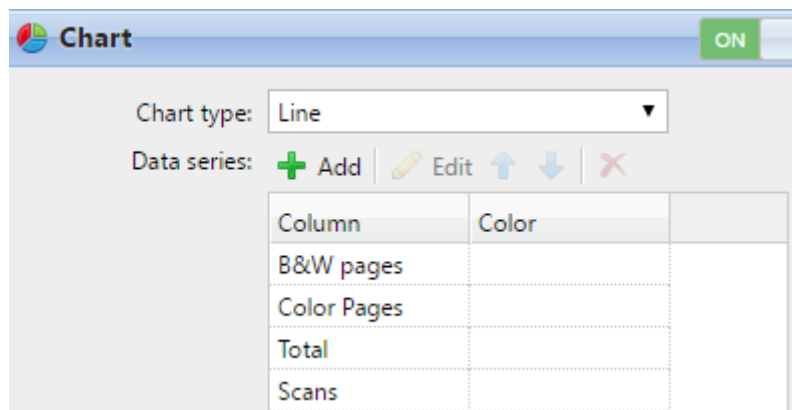 Chart ON
Chart type: Line
Data series: Add Edit
Column Color
B&W pages
Color Pages
Total
Scans